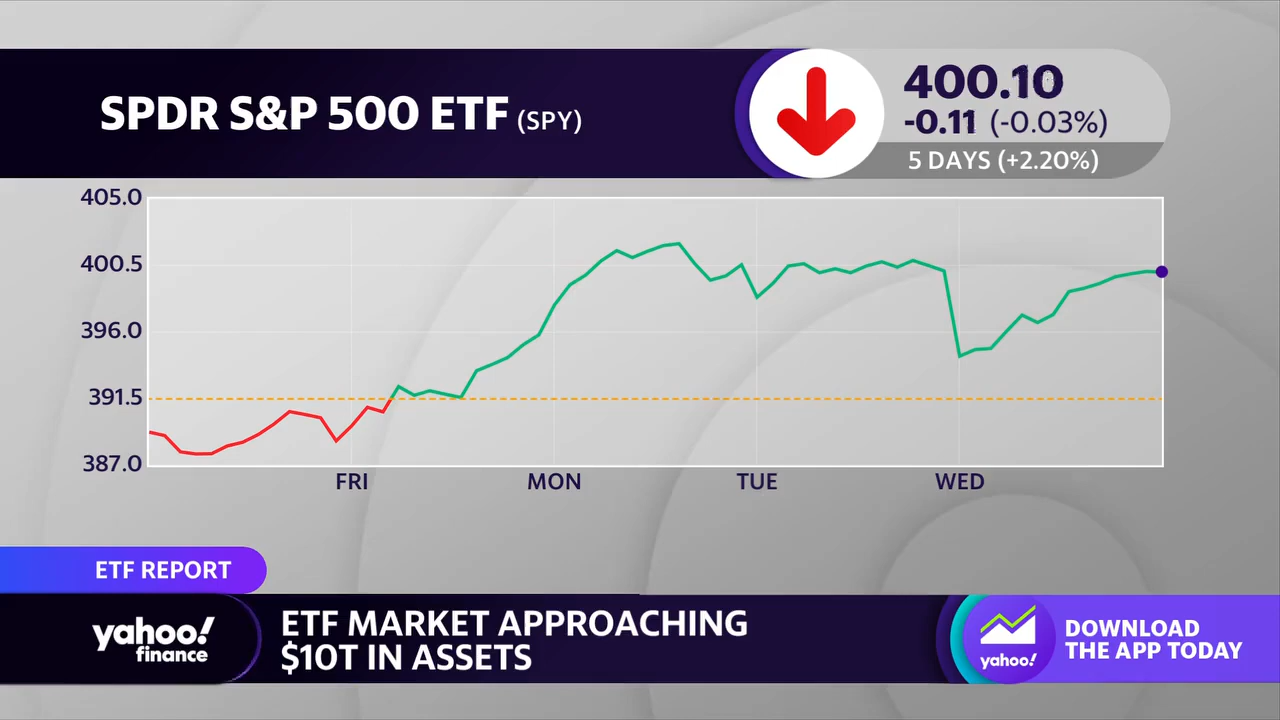 SPDR S&P 500 ETF (SPY)
400.10
-0.11 (-0.03%)
5 DAYS (+2.20%)
405.0
400.5
396.0
391.5
387.0
FRI MON TUE WED
ETF REPORT
yahoo!
finance
ETF MARKET APPROACHING
$10T IN ASSETS
yahoo!
DOWNLOAD
THE APP TODAY